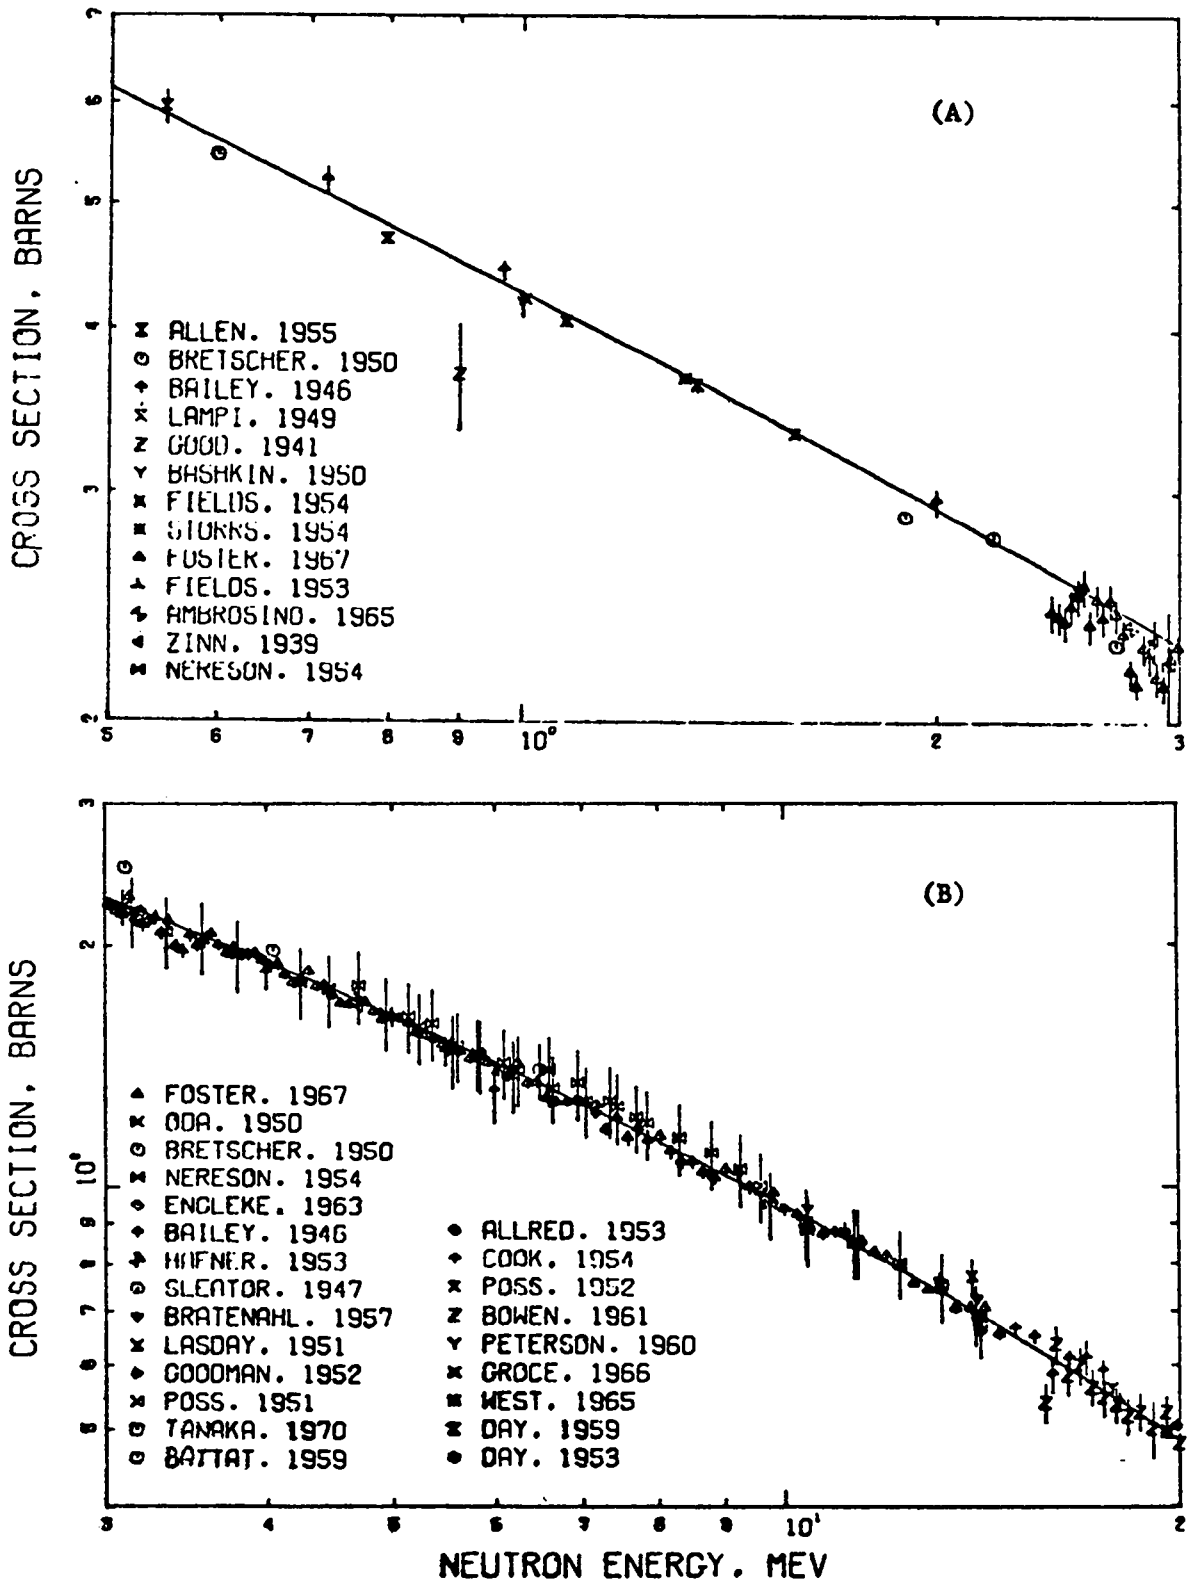 7
6
5
4
3
2
CROSS SECTION, BARNS
(A)
ALLEN. 1955
BRETSCHER. 1950
BAILEY. 1946
LAMPI. 1949
GOOD. 1941
BASHKIN. 1950
FIELDS. 1954
STORRS. 1954
FOSTER. 1967
FIELDS. 1953
AMBROSINO. 1965
ZINN. 1939
NERESON. 1954
5 6 7 8 9 10⁰ 2 3
3
2
10⁰
9
8
7
6
5
CROSS SECTION, BARNS
(B)
FOSTER. 1967
ODA. 1950
BRETSCHER. 1950
NERESON. 1954
ENGLEKE. 1963
BAILEY. 1946
HAFNER. 1953
SLEATOR. 1947
BRATENAHL. 1957
LASDAY. 1951
GOODMAN. 1952
POSS. 1951
TANAKA. 1970
BATTAT. 1959
ALLRED. 1953
COOK. 1954
POSS. 1952
BOWEN. 1961
PETERSON. 1960
GROCE. 1966
WEST. 1965
DAY. 1959
DAY. 1953
3 4 5 6 7 8 9 10¹ 2
NEUTRON ENERGY. MEV